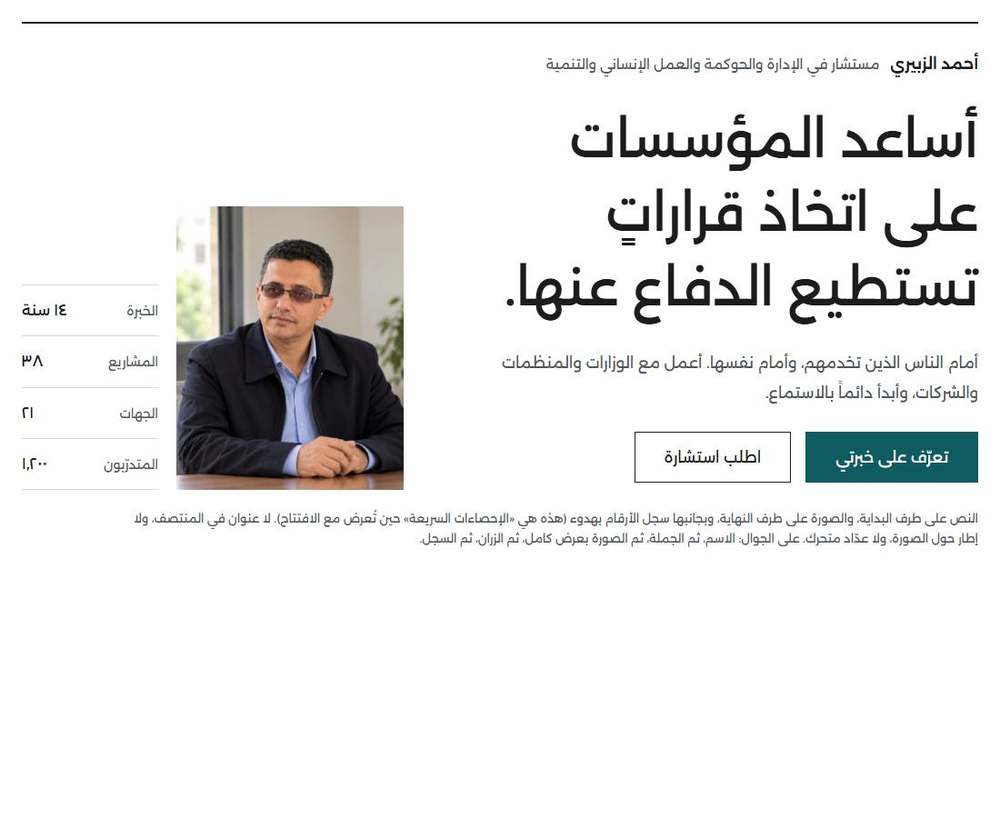 أحمد الزبيري مستشار في الإدارة والحوكمة والعمل الإنساني والتنمية
أساعد المؤسسات
على اتخاذ قراراتٍ
تستطيع الدفاع عنها.
أمام الناس الذين تخدمهم، وأمام نفسها. أعمل مع الوزارات والمنظمات
والشركات، وأبدأ دائماً بالاستماع.
تعرّف على خبرتي
اطلب استشارة
الخبرة ١٤ سنة
المشاريع ٣٨
الجهات ٢١
المتدرّبون ١,٢٠٠
النص على طرف البداية، والصورة على طرف النهاية، وبجانبها سجل الأرقام بهدوء (هذه هي «الإحصاءات السريعة» حين تُعرض مع الافتتاح). لا عنوان في المنتصف، ولا
إطار حول الصورة، ولا عدّاد متحرك. على الجوال: الاسم، ثم الجملة، ثم الصورة بعرض كامل، ثم الزران، ثم السجل.